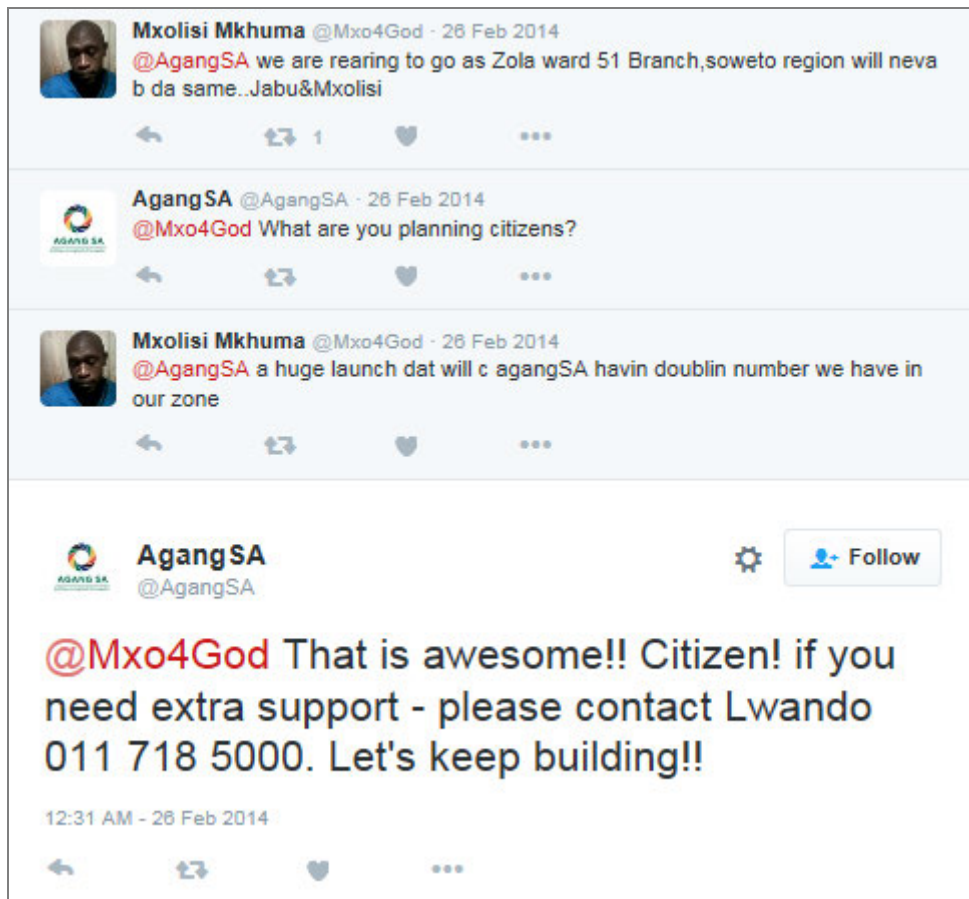 Mxolisi Mkhuma @Mxo4God · 26 Feb 2014
@AgangSA we are rearing to go as Zola ward 51 Branch,soweto region will neva
b da same..Jabu&Mxolisi
1
AgangSA @AgangSA · 26 Feb 2014
@Mxo4God What are you planning citizens?
AGANG SA
Mxolisi Mkhuma @Mxo4God · 26 Feb 2014
@AgangSA a huge launch dat will c agangSA havin doublin number we have in
our zone
AGANG SA
AgangSA
@AgangSA
Follow
@Mxo4God That is awesome!! Citizen! if you
need extra support - please contact Lwando
011 718 5000. Let's keep building!!
12:31 AM - 26 Feb 2014